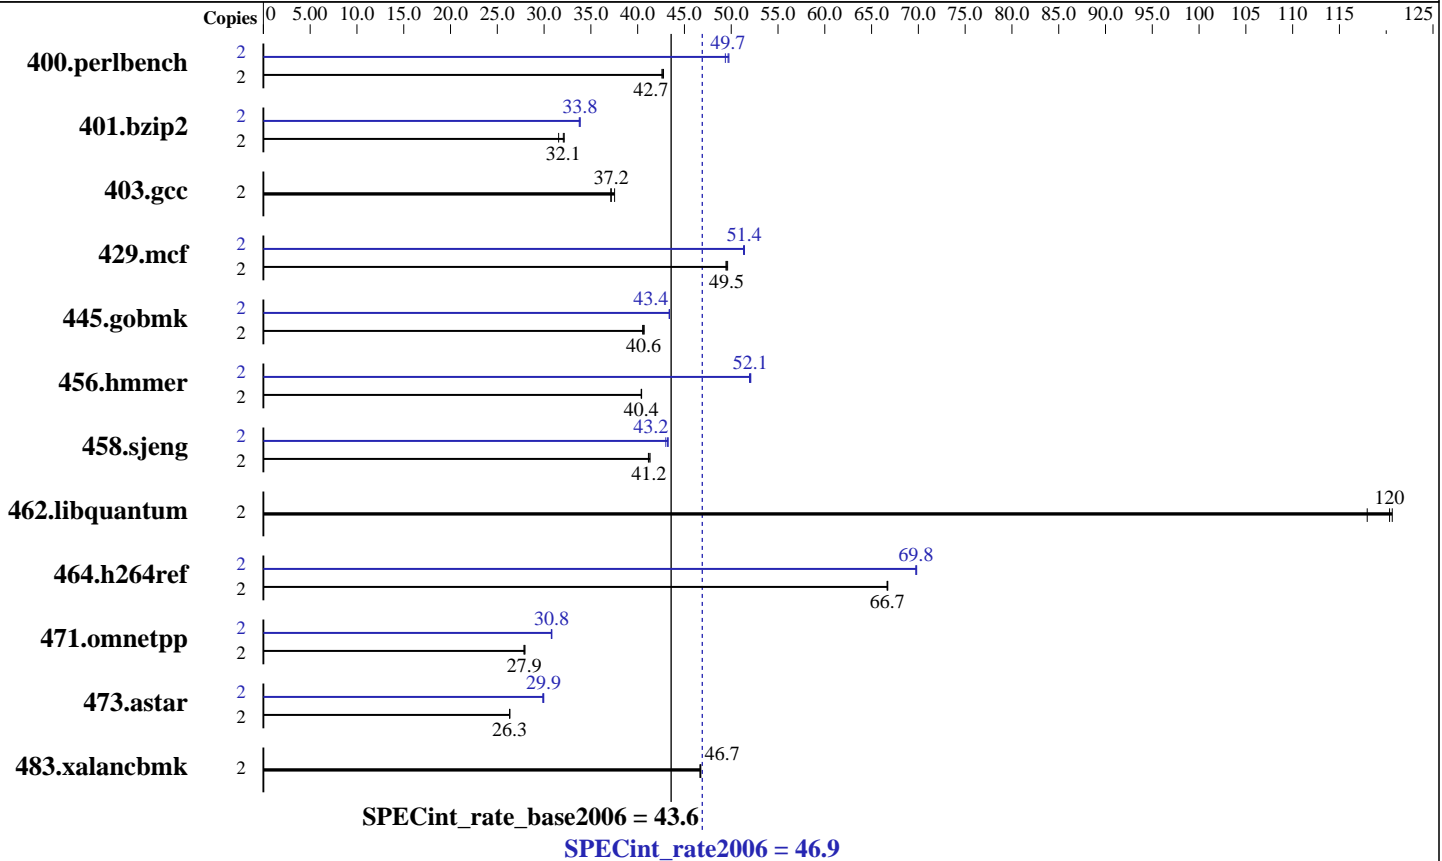 Copies 0 5.00 10.0 15.0 20.0 25.0 30.0 35.0 40.0 45.0 50.0 55.0 60.0 65.0 70.0 75.0 80.0 85.0 90.0 95.0 100 105 110 115 125
400.perlbench 2 49.7
2 42.7
401.bzip2 2 33.8
2 32.1
403.gcc 2 37.2
429.mcf 2 51.4
2 49.5
445.gobmk 2 43.4
2 40.6
456.hmmer 2 52.1
2 40.4
458.sjeng 2 43.2
2 41.2
462.libquantum 2 120
464.h264ref 2 69.8
2 66.7
471.omnetpp 2 30.8
2 27.9
473.astar 2 29.9
2 26.3
483.xalancbmk 2 46.7
SPECint_rate_base2006 = 43.6
SPECint_rate2006 = 46.9